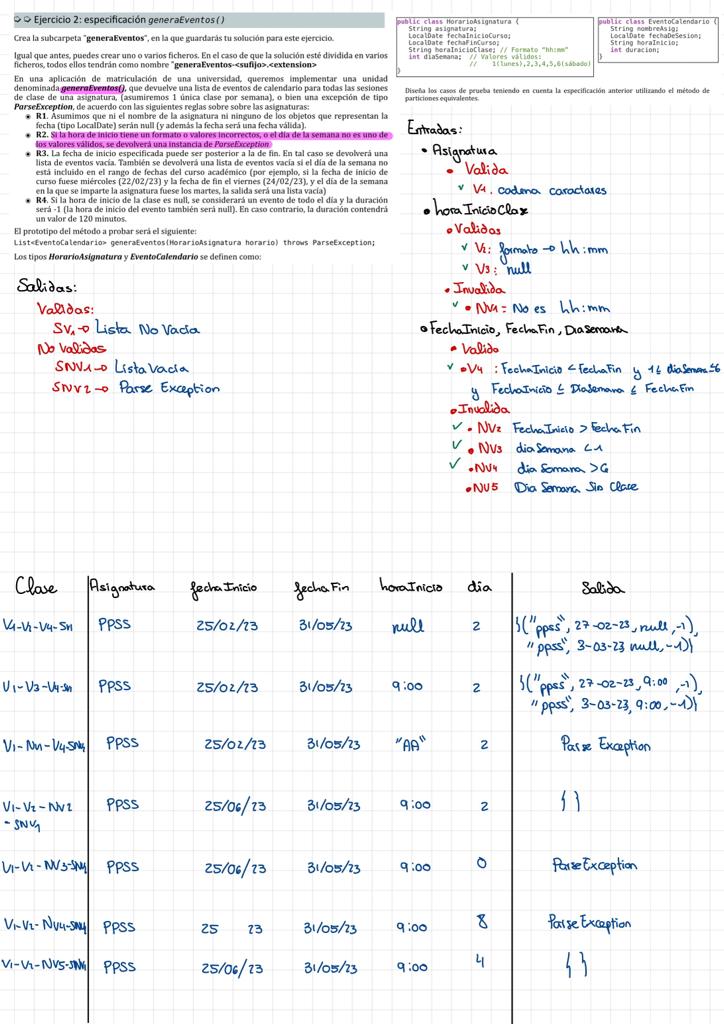 Ejercicio 2: especificación generaEventos()
Crea la subcarpeta "generaEventos", en la que guardarás tu solución para este ejercicio.
Igual que antes, puedes crear uno o varios ficheros. En el caso de que la solución esté dividida en varios
ficheros, todos ellos tendrán como nombre "generaEventos-<sufijo>.<extension>
En una aplicación de matriculación de una universidad, queremos implementar una unidad
denominada generaEventos(), que devuelve una lista de eventos de calendario para todas las sesiones
de clase de una asignatura, (asumiremos 1 única clase por semana), o bien una excepción de tipo
ParseException, de acuerdo con las siguientes reglas sobre sobre las asignaturas:
R1. Asumimos que ni el nombre de la asignatura ni ninguno de los objetos que representan la
fecha (tipo LocalDate) serán null (y además la fecha será una fecha válida).
R2. Si la hora de inicio tiene un formato o valores incorrectos, o el día de la semana no es uno de
los valores válidos, se devolverá una instancia de ParseException
R3. La fecha de inicio especificada puede ser posterior a la de fin. En tal caso se devolverá una
lista de eventos vacía. También se devolverá una lista de eventos vacía si el día de la semana no
está incluido en el rango de fechas del curso académico (por ejemplo, si la fecha de inicio de
curso fuese miércoles (22/02/23) y la fecha de fin el viernes (24/02/23), y el día de la semana
en la que se imparte la asignatura fuese los martes, la salida será una lista vacía)
R4. Si la hora de inicio de la clase es null, se considerará un evento de todo el día y la duración
será -1 (la hora de inicio del evento también será null). En caso contrario, la duración contendrá
un valor de 120 minutos.
El prototipo del método a probar será el siguiente:
List<EventoCalendario> generaEventos(HorarioAsignatura horario) throws ParseException;
Los tipos HorarioAsignatura y EventoCalendario se definen como:
public class HorarioAsignatura {
String asignatura;
LocalDate fechaInicioCurso;
LocalDate fechaFinCurso;
String horaInicioClase; // Formato "hh:mm"
int diaSemana; // Valores válidos:
// 1(lunes),2,3,4,5,6(sábado)
}
public class EventoCalendario {
String nombreAsig;
LocalDate fechaDeSesion;
String horaInicio;
int duracion;
}
Diseña los casos de prueba teniendo en cuenta la especificación anterior utilizando el método de
particiones equivalentes.
Entradas:
• Asignatura
• Valida
✓ V1. cadena caracteres
• horaInicioClase
• Validas
✓ V2: formato → hh:mm
✓ V3: null
• Invalida
✓ • NV1 = No es hh:mm
• FechaInicio, FechaFin, DiaSemana
• Valido
✓ • V4 : FechaInicio < FechaFin y 1 ≤ diaSemana ≤ 6
y FechaInicio ≤ DiaSemana ≤ FechaFin
• Invalida
✓ • NV2 FechaInicio > FechaFin
✓ • NV3 diaSemana < 1
✓ • NV4 dia Semana > 6
• NV5 Dia Semana Sin Clase
Salidas:
Validas:
SV1 → Lista No Vacia
No Validas
SNV1 → Lista Vacia
SNV2 → Parse Exception
Clase Asignatura fecha Inicio fecha Fin hora Inicio dia Salida
V1-V2-V4-S1 PPSS 25/02/23 31/05/23 null 2 {("ppss", 27-02-23, null, -1),
"ppss", 3-03-23 null, -1)}
V1-V3-V4-S1 PPSS 25/02/23 31/05/23 9:00 2 {("ppss", 27-02-23, 9:00, -1),
"ppss", 3-03-23, 9:00, -1)}
V1-NV1-V4-SNV PPSS 25/02/23 31/05/23 "AA" 2 Parse Exception
V1-V2-NV2 PPSS 25/06/23 31/05/23 9:00 2 { }
- SNV1
V1-V2-NV3-SNV PPSS 25/06/23 31/05/23 9:00 0 Parse Exception
V1-V2-NV4-SNV PPSS 25 23 31/05/23 9:00 8 Parse Exception
V1-V2-NV5-SNV PPSS 25/06/23 31/05/23 9:00 4 { }